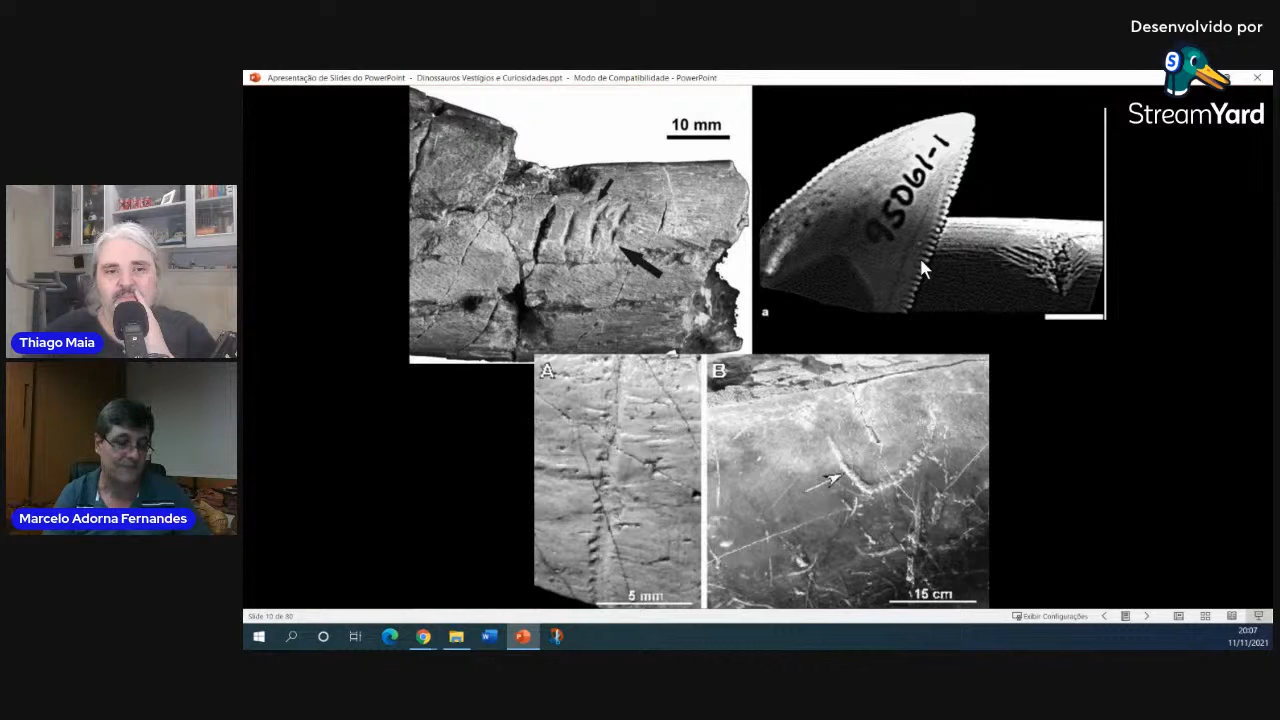 Desenvolvido por
S
StreamYard
Apresentação de Slides do PowerPoint - Dinossauros Vestígios e Curiosidades.ppt - Modo de Compatibilidade - PowerPoint
10 mm
95061-1
a
Thiago Maia
A
B
5 mm
15 cm
Marcelo Adorna Fernandes
Slide 10 de 80
Exibir Configurações
20:07
11/11/2021